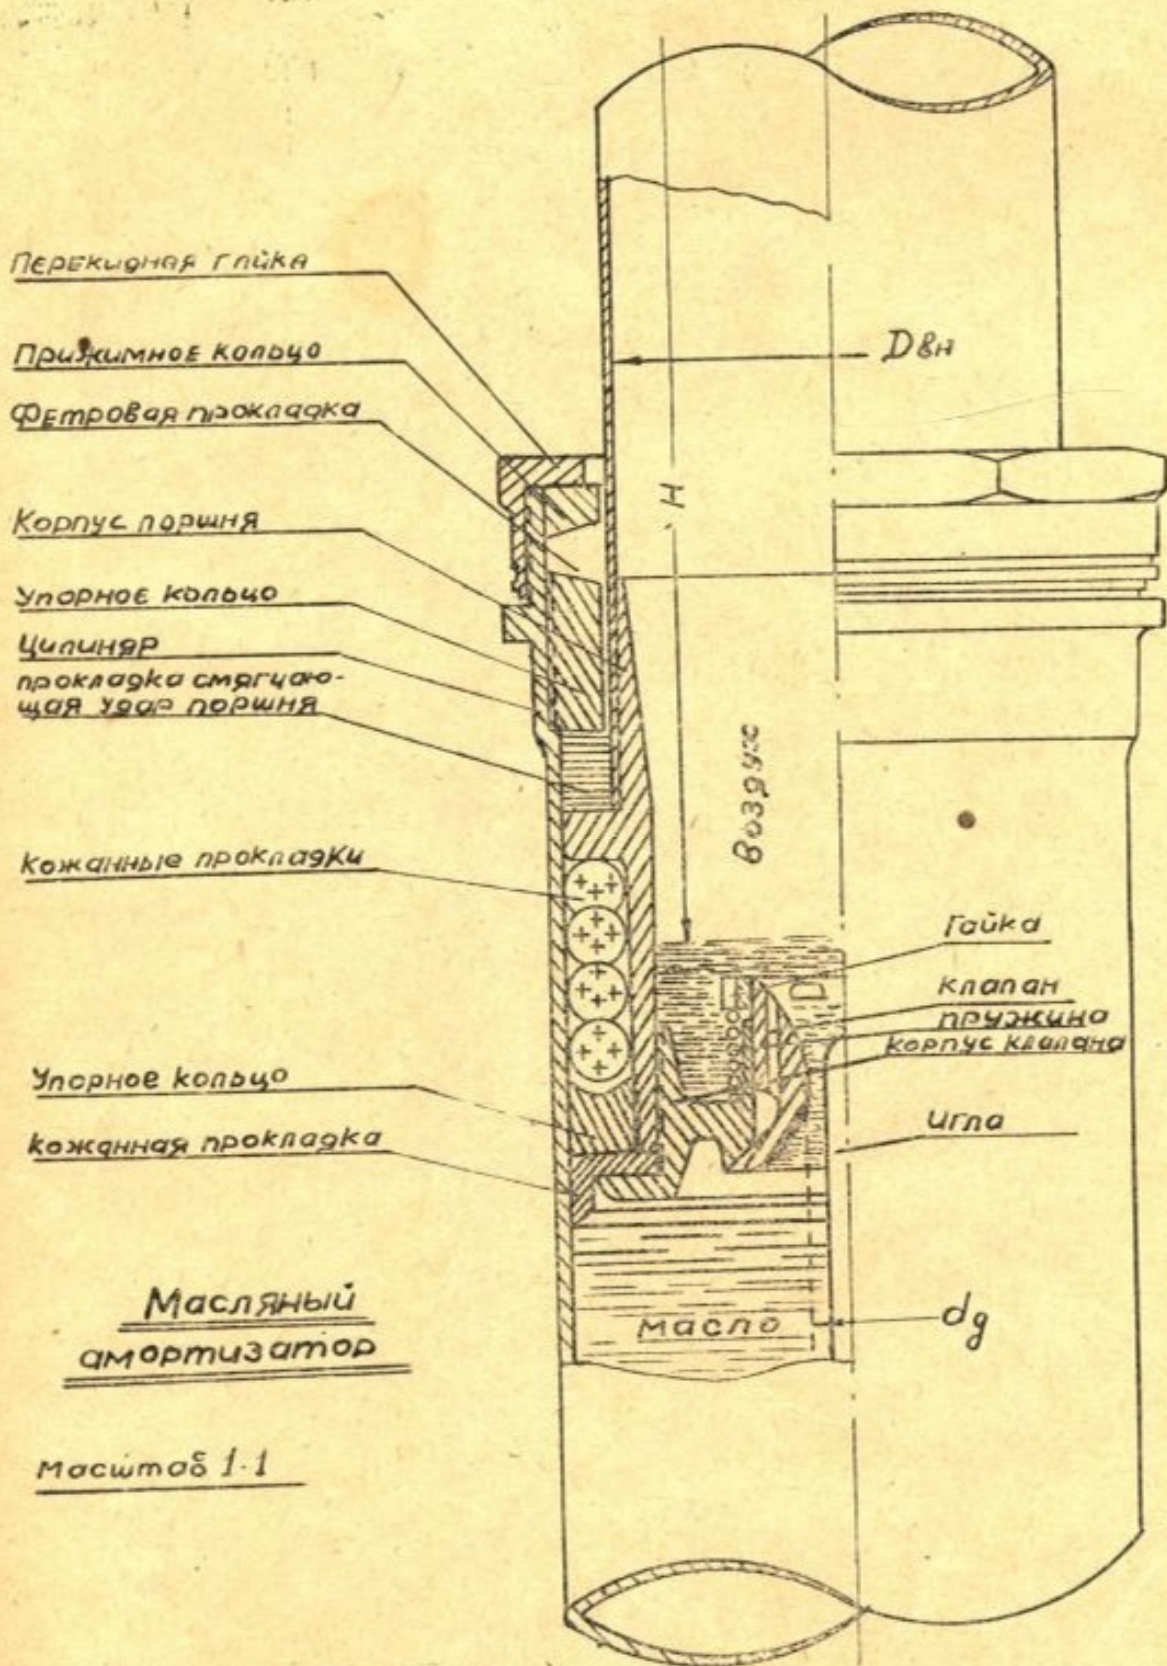 Перекидная гайка
Прижимное кольцо
Фетровая прокладка
Корпус поршня
Упорное кольцо
Цилиндр
прокладка смягчаю-
щая удар поршня
кожанные прокладки
Упорное кольцо
кожанная прокладка
Dвн
H
Воздух
Гайка
клапан
пружина
корпус клапана
игла
масло
dg
Масляный
амортизатор
Масштаб 1·1